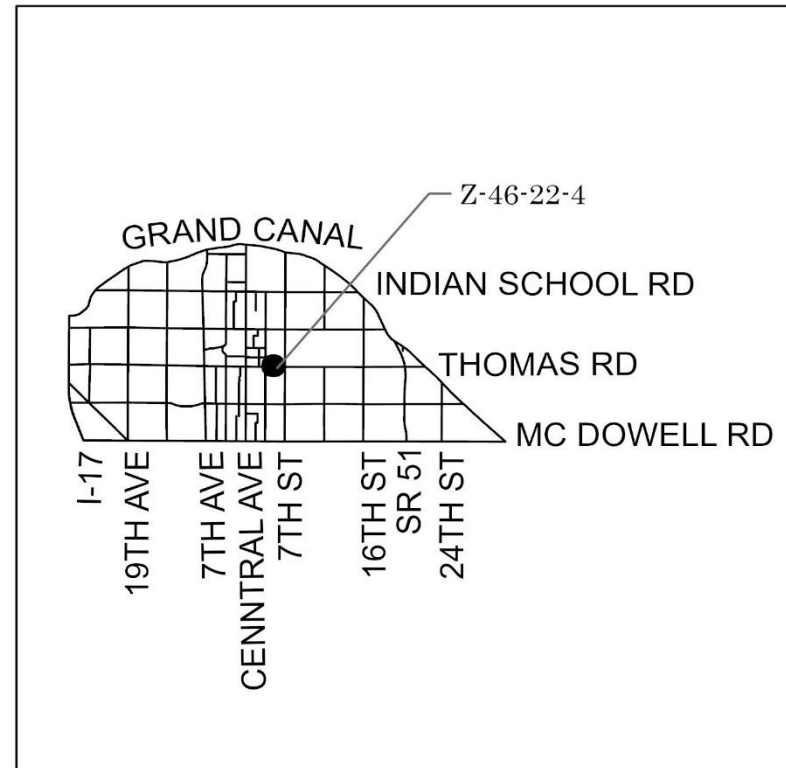 Z-46-22-4
GRAND CANAL
INDIAN SCHOOL RD
THOMAS RD
MC DOWELL RD
I-17
19TH AVE
7TH AVE
CENNTRAL AVE
7TH ST
16TH ST
SR 51
24TH ST